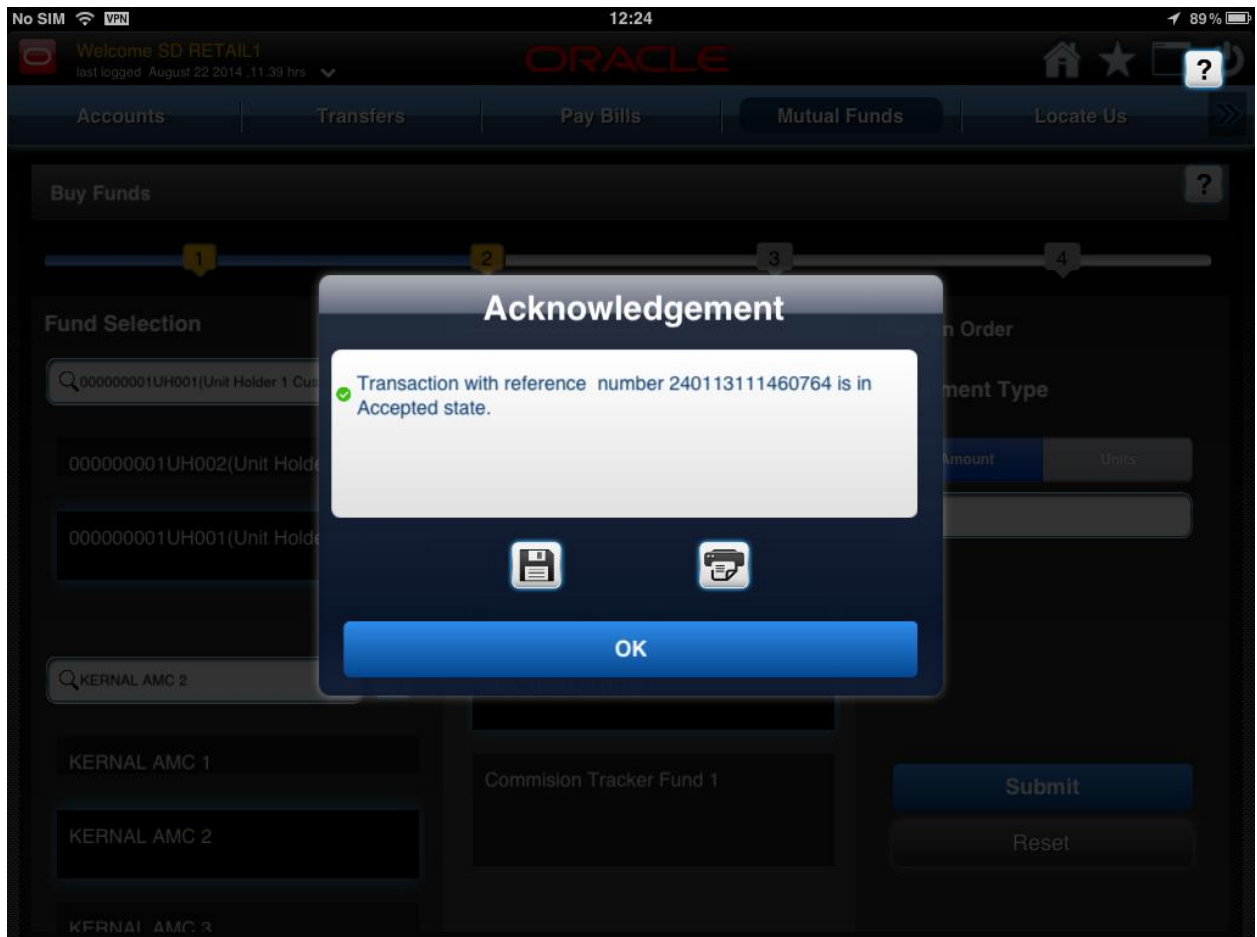 No SIM VPN 12:24 89%
Welcome SD RETAIL1
last logged August 22 2014 ,11.39 hrs
ORACLE
?
Accounts Transfers Pay Bills Mutual Funds Locate Us
Buy Funds ?
1 2 3 4
Acknowledgement
Fund Selection n Order
000000001UH001(Unit Holder 1 Cus
Transaction with reference number 240113111460764 is in
Accepted state.
ment Type
000000001UH002(Unit Holde
Amount Units
000000001UH001(Unit Holde
OK
KERNAL AMC 2
KERNAL AMC 1
Commision Tracker Fund 1
Submit
KERNAL AMC 2
Reset
KERNAL AMC 3